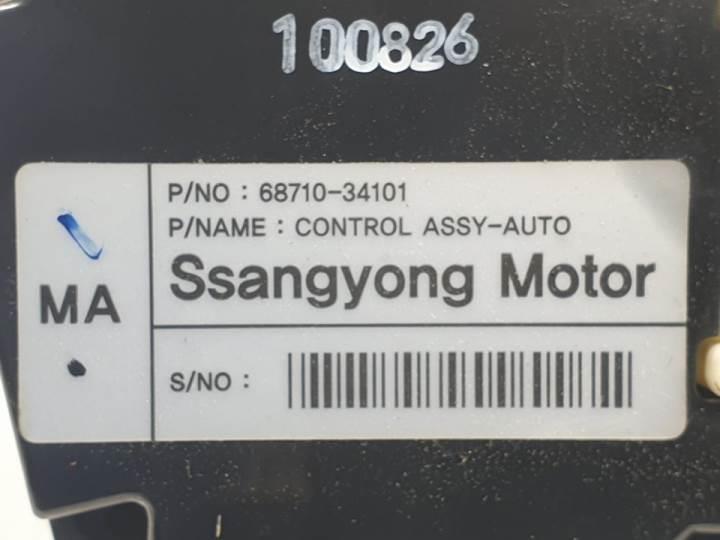 100826
P/NO : 68710-34101
P/NAME : CONTROL ASSY-AUTO
Ssangyong Motor
MA
S/NO :